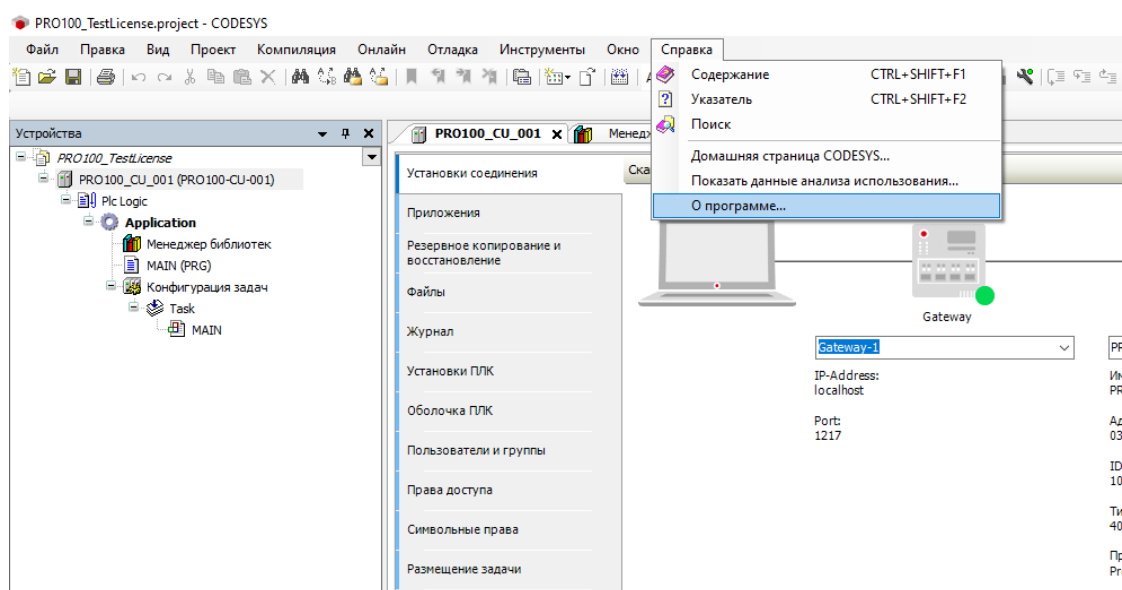 PRO100_TestLicense.project - CODESYS
Файл Правка Вид Проект Компиляция Онлайн Отладка Инструменты Окно Справка
Содержание CTRL+SHIFT+F1
Указатель CTRL+SHIFT+F2
Поиск
Домашняя страница CODESYS...
Показать данные анализа использования...
О программе...
Устройства
PRO100_TestLicense
PRO100_CU_001 (PRO100-CU-001)
Plc Logic
Application
Менеджер библиотек
MAIN (PRG)
Конфигурация задач
Task
MAIN
PRO100_CU_001
Установки соединения
Приложения
Резервное копирование и
восстановление
Файлы
Журнал
Установки ПЛК
Оболочка ПЛК
Пользователи и группы
Права доступа
Символьные права
Размещение задачи
Gateway
Gateway-1
IP-Address:
localhost
Port:
1217